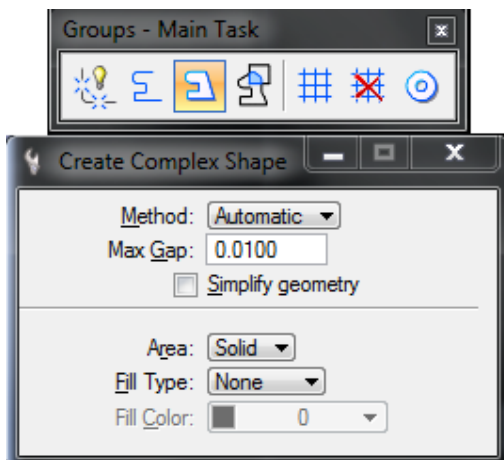 Groups - Main Task
x
Create Complex Shape
x
Method: Automatic
Max Gap: 0.0100
Simplify geometry
Area: Solid
Fill Type: None
Fill Color: 0